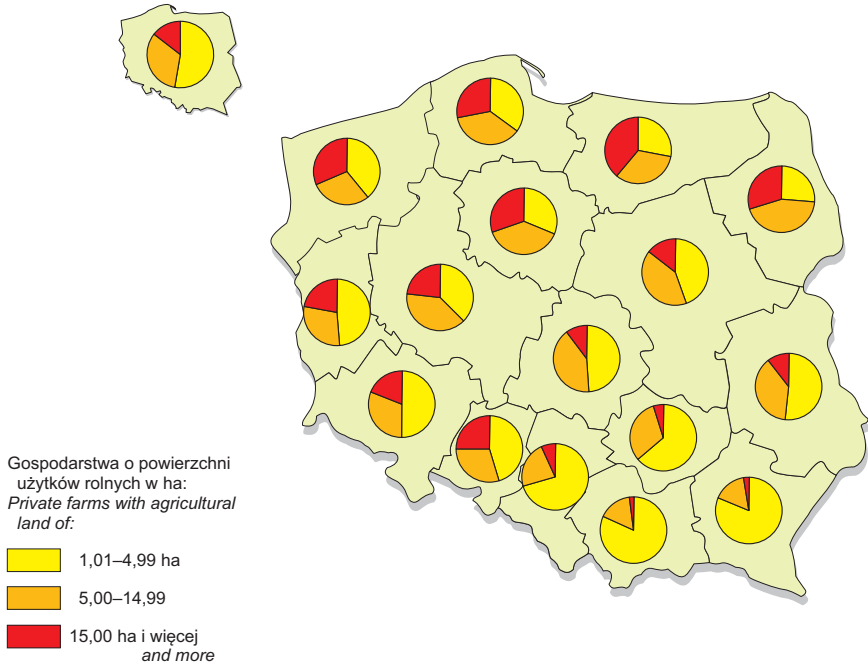 Gospodarstwa o powierzchni
użytków rolnych w ha:
Private farms with agricultural
land of:
1,01–4,99 ha
5,00–14,99
15,00 ha i więcej
and more